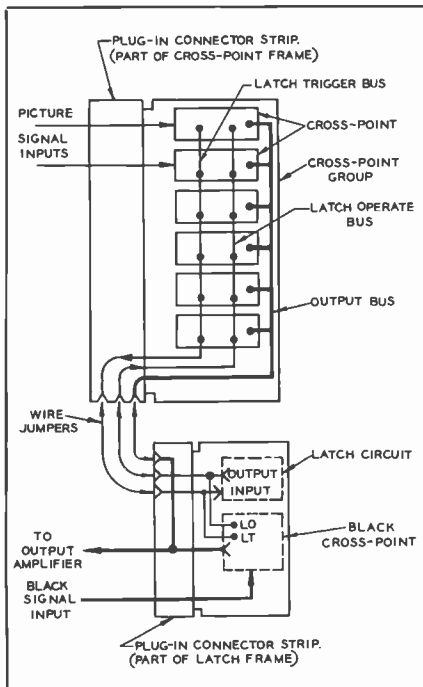 PLUG-IN CONNECTOR STRIP.
(PART OF CROSS-POINT FRAME)
LATCH TRIGGER BUS
PICTURE
SIGNAL
INPUTS
CROSS-POINT
CROSS-POINT
GROUP
LATCH OPERATE
BUS
OUTPUT BUS
WIRE
JUMPERS
LATCH CIRCUIT
OUTPUT
INPUT
LO
LT
BLACK
CROSS-POINT
TO
OUTPUT
AMPLIFIER
BLACK
SIGNAL
INPUT
PLUG-IN CONNECTOR STRIP.
(PART OF LATCH FRAME)